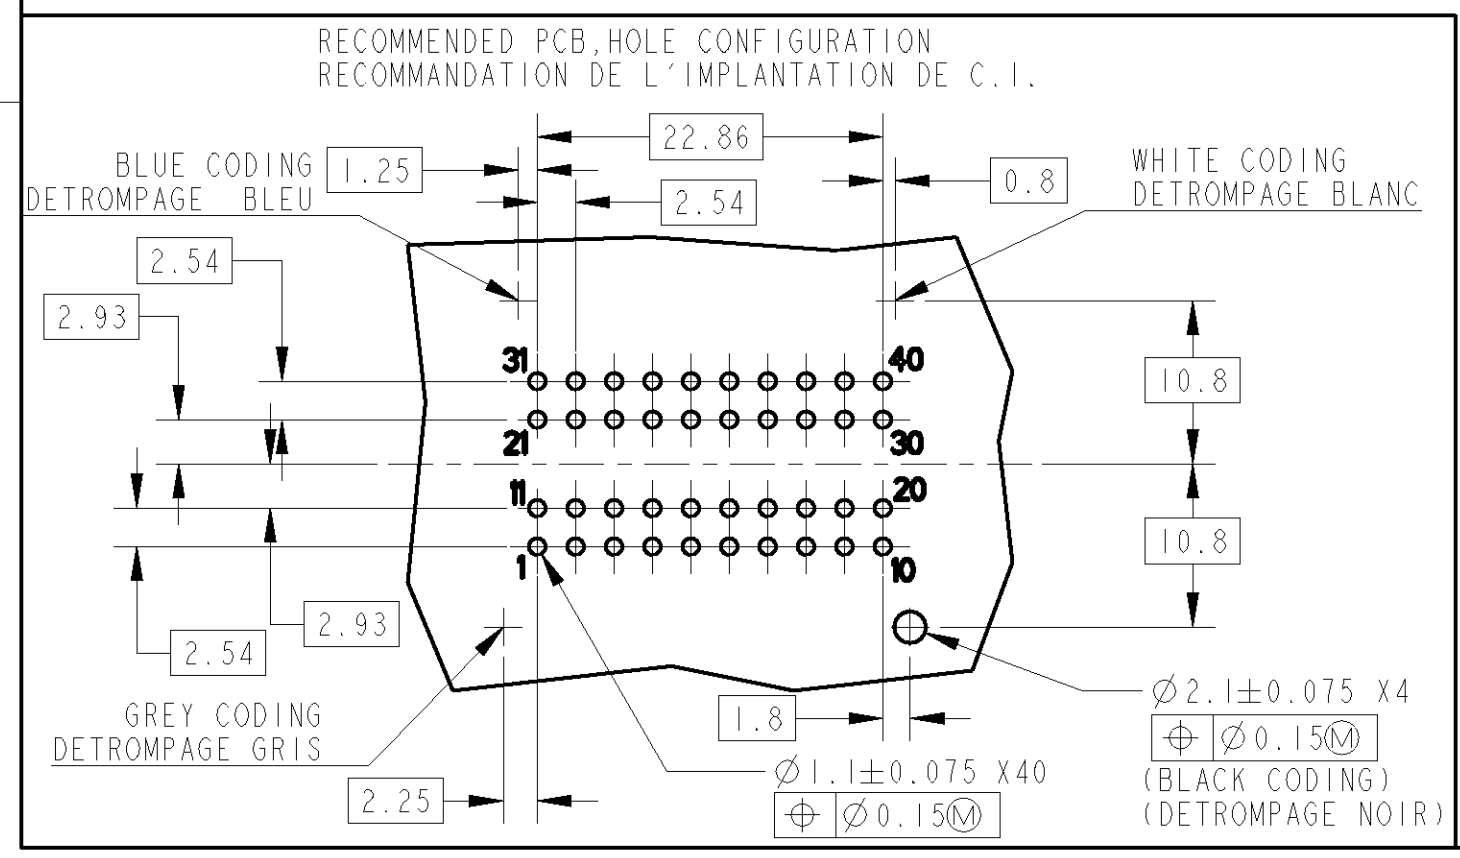 RECOMMENDED PCB,HOLE CONFIGURATION
RECOMMANDATION DE L'IMPLANTATION DE C.I.
22.86
BLUE CODING
DETROMPAGE BLEU
1.25
2.54
0.8
WHITE CODING
DETROMPAGE BLANC
2.54
2.93
31
40
10.8
21
30
11
20
10.8
1
10
2.93
2.54
1.8
GREY CODING
DETROMPAGE GRIS
2.25
Ø1.1±0.075 X40
⌖ Ø0.15Ⓜ
Ø2.1±0.075 X4
⌖ Ø0.15Ⓜ
(BLACK CODING)
(DETROMPAGE NOIR)